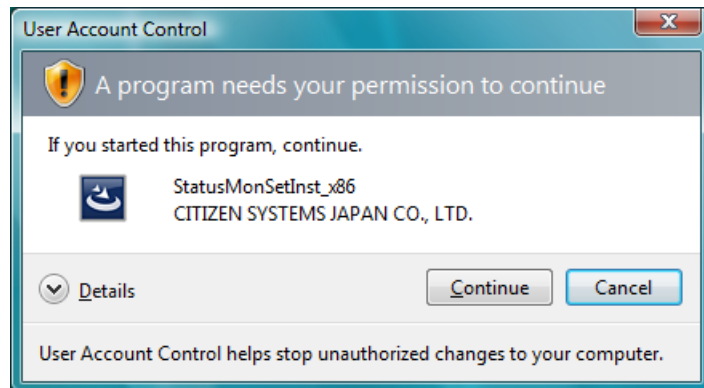 User Account Control
A program needs your permission to continue
If you started this program, continue.
StatusMonSetInst_x86
CITIZEN SYSTEMS JAPAN CO., LTD.
Details
Continue
Cancel
User Account Control helps stop unauthorized changes to your computer.